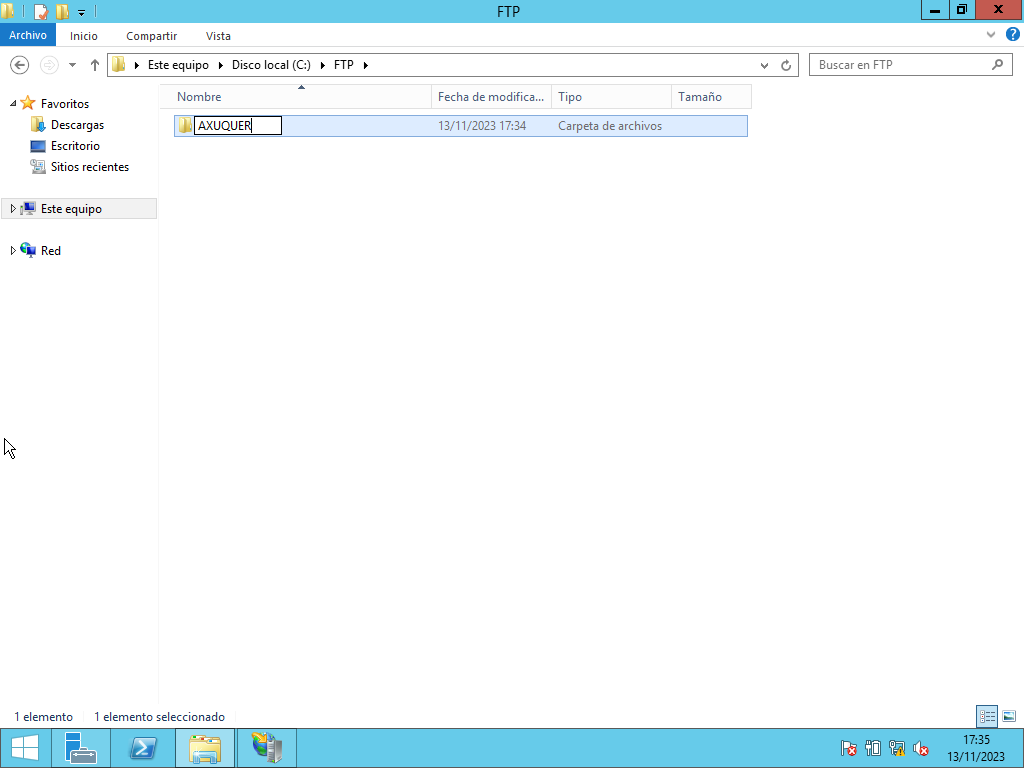 FTP
Archivo Inicio Compartir Vista
Este equipo Disco local (C:) FTP
Buscar en FTP
Nombre Fecha de modifica... Tipo Tamaño
AXUQUER 13/11/2023 17:34 Carpeta de archivos
Favoritos
Descargas
Escritorio
Sitios recientes
Este equipo
Red
1 elemento 1 elemento seleccionado
17:35
13/11/2023